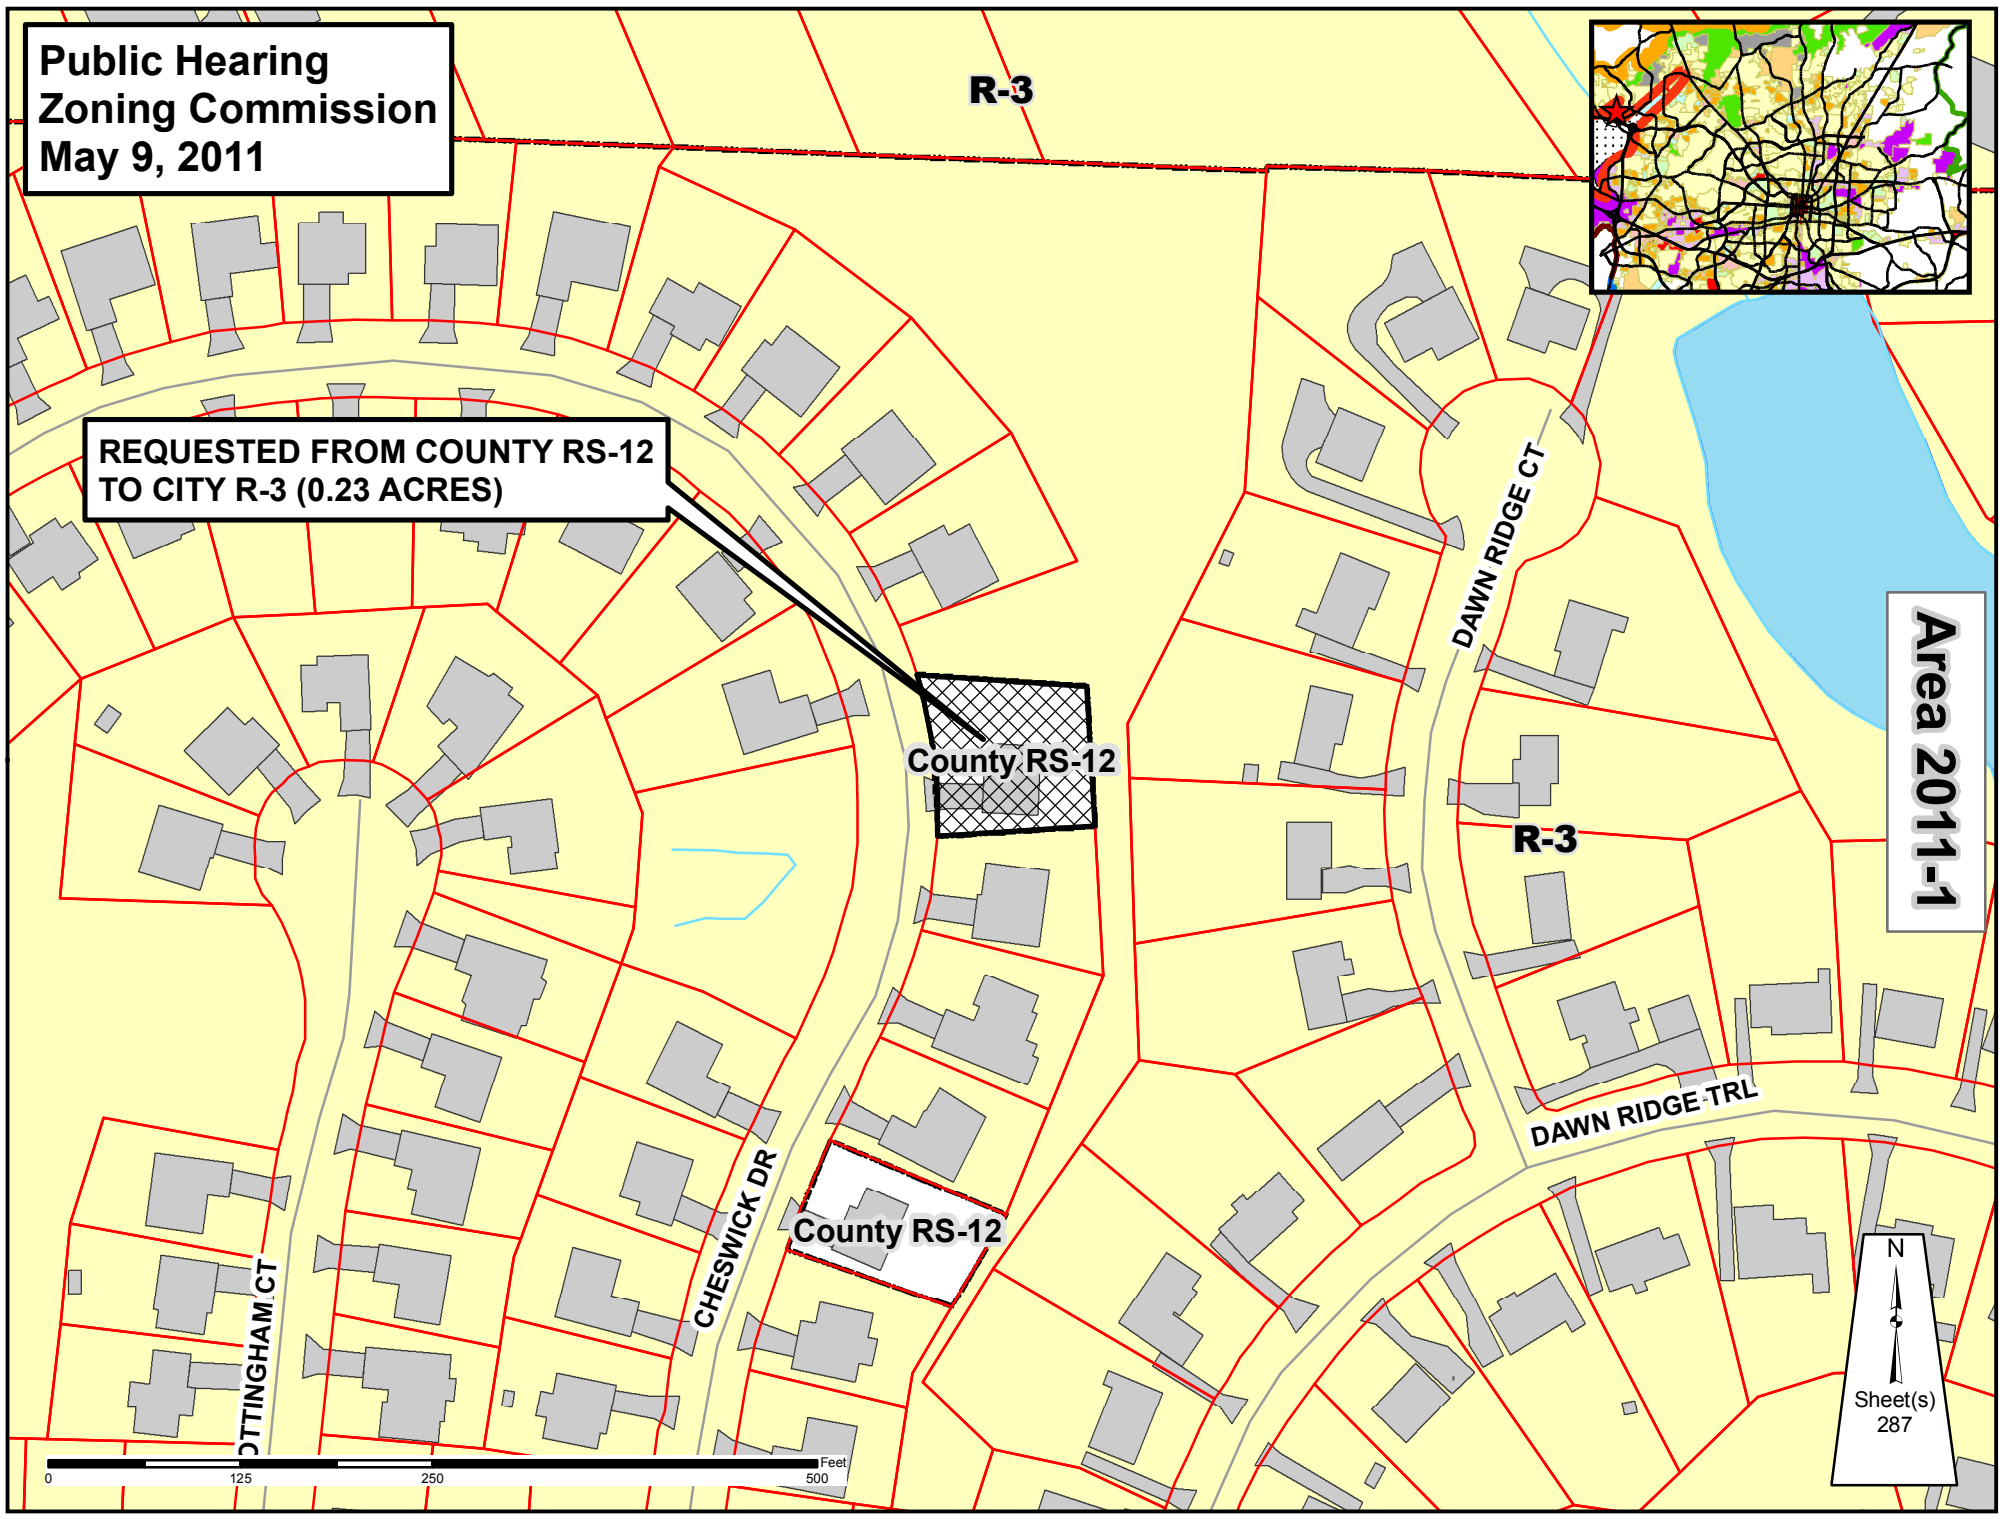 Public Hearing
Zoning Commission
May 9, 2011
R-3
REQUESTED FROM COUNTY RS-12
TO CITY R-3 (0.23 ACRES)
DAWN RIDGE CT
Area 2011-1
County RS-12
R-3
DAWN RIDGE TRL
CHESWICK DR
County RS-12
OTTINGHAM CT
N
Sheet(s)
287
Feet
0 125 250 500